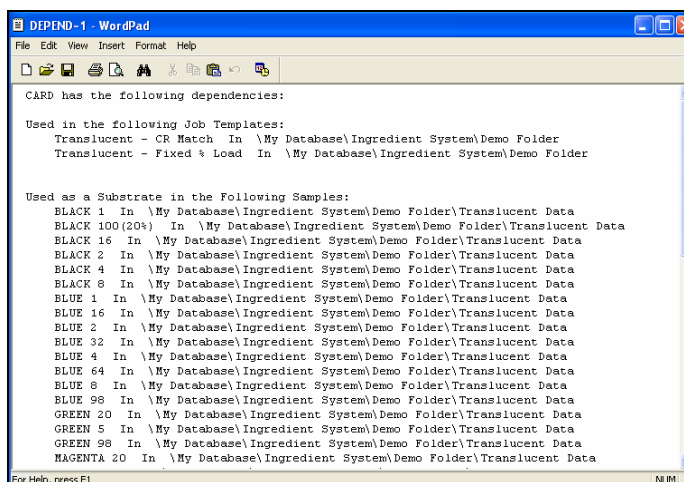 DEPEND~1 - WordPad
File Edit View Insert Format Help
CARD has the following dependencies:
Used in the following Job Templates:
Translucent - CR Match In \My Database\Ingredient System\Demo Folder
Translucent - Fixed % Load In \My Database\Ingredient System\Demo Folder
Used as a Substrate in the Following Samples:
BLACK 1 In \My Database\Ingredient System\Demo Folder\Translucent Data
BLACK 100(20%) In \My Database\Ingredient System\Demo Folder\Translucent Data
BLACK 16 In \My Database\Ingredient System\Demo Folder\Translucent Data
BLACK 2 In \My Database\Ingredient System\Demo Folder\Translucent Data
BLACK 4 In \My Database\Ingredient System\Demo Folder\Translucent Data
BLACK 8 In \My Database\Ingredient System\Demo Folder\Translucent Data
BLUE 1 In \My Database\Ingredient System\Demo Folder\Translucent Data
BLUE 16 In \My Database\Ingredient System\Demo Folder\Translucent Data
BLUE 2 In \My Database\Ingredient System\Demo Folder\Translucent Data
BLUE 32 In \My Database\Ingredient System\Demo Folder\Translucent Data
BLUE 4 In \My Database\Ingredient System\Demo Folder\Translucent Data
BLUE 64 In \My Database\Ingredient System\Demo Folder\Translucent Data
BLUE 8 In \My Database\Ingredient System\Demo Folder\Translucent Data
BLUE 98 In \My Database\Ingredient System\Demo Folder\Translucent Data
GREEN 20 In \My Database\Ingredient System\Demo Folder\Translucent Data
GREEN 5 In \My Database\Ingredient System\Demo Folder\Translucent Data
GREEN 98 In \My Database\Ingredient System\Demo Folder\Translucent Data
MAGENTA 20 In \My Database\Ingredient System\Demo Folder\Translucent Data
For Help, press F1
NUM